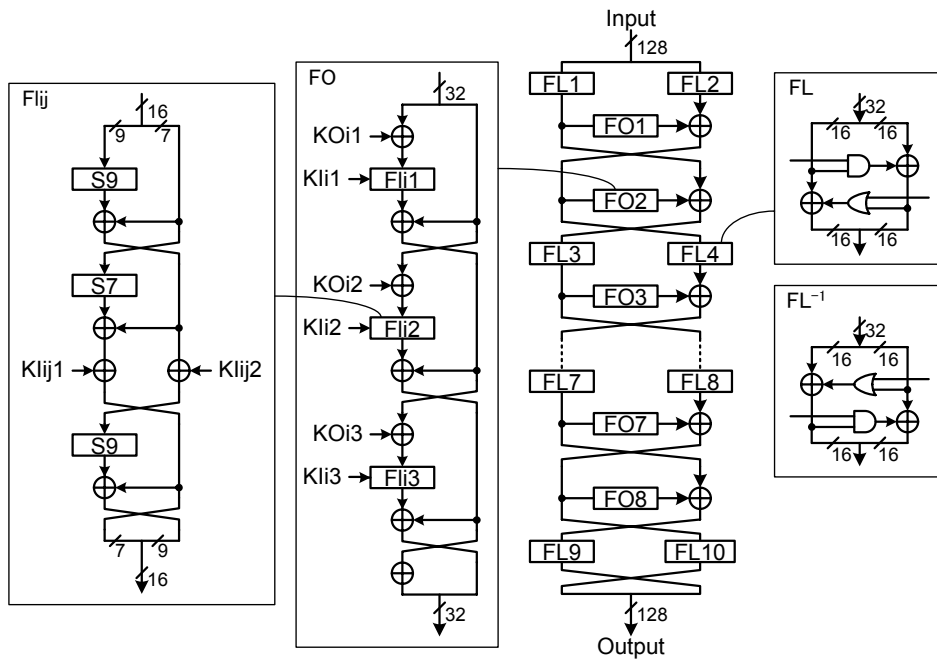 FIij
16
9
7
S9
S7
KIij1
KIij2
S9
7
9
16
FO
32
KOi1
KIi1
FIi1
KOi2
KIi2
FIi2
KOi3
KIi3
FIi3
32
Input
128
FL1
FL2
FO1
FO2
FL3
FL4
FO3
FL7
FL8
FO7
FO8
FL9
FL10
128
Output
FL
32
16
16
16
16
FL⁻¹
32
16
16
16
16